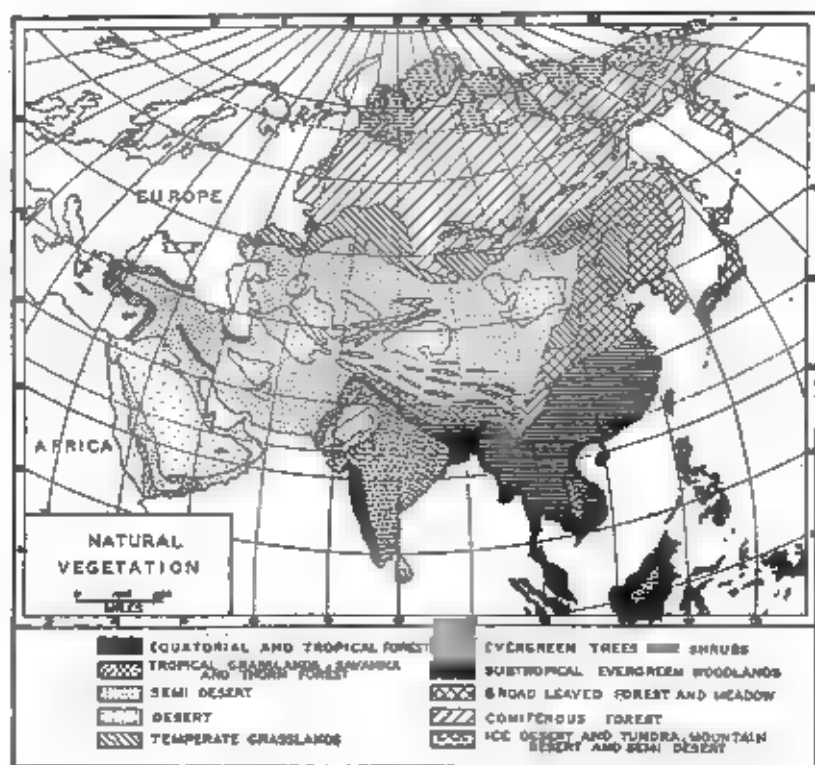 EUROPE
AFRICA
NATURAL
VEGETATION
MILES
EQUATORIAL AND TROPICAL FOREST
TROPICAL GRASSLANDS, SAVANNA
AND THORN FOREST
SEMI DESERT
DESERT
TEMPERATE GRASSLANDS
EVERGREEN TREES
SHRUBS
SUBTROPICAL EVERGREEN WOODLANDS
BROAD LEAVED FOREST AND MEADOW
CONIFEROUS FOREST
ICE DESERT AND TUNDRA, MOUNTAIN
DESERT AND SEMI DESERT